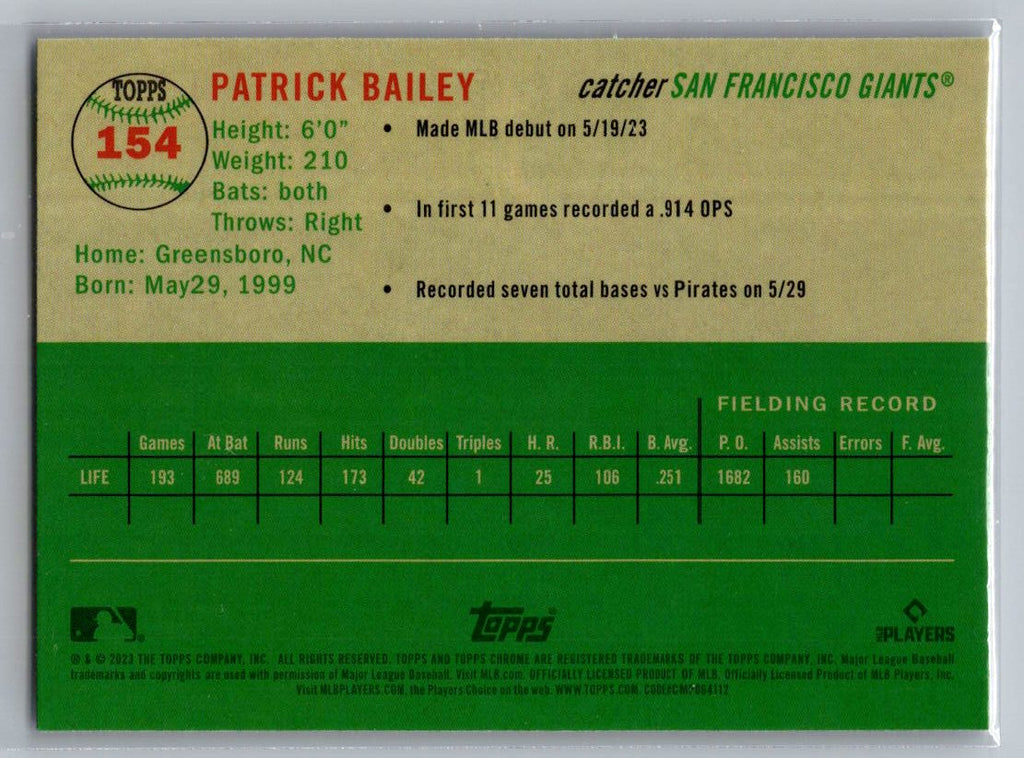 TOPPS
154
PATRICK BAILEY
catcher SAN FRANCISCO GIANTS®
Height: 6'0"
Weight: 210
Bats: both
Throws: Right
Home: Greensboro, NC
Born: May29, 1999
• Made MLB debut on 5/19/23
• In first 11 games recorded a .914 OPS
• Recorded seven total bases vs Pirates on 5/29
FIELDING RECORD
Games At Bat Runs Hits Doubles Triples H. R. R.B.I. B. Avg. P. O. Assists Errors F. Avg.
LIFE 193 689 124 173 42 1 25 106 .251 1682 160
Topps®
MLB PLAYERS
® & © 2023 THE TOPPS COMPANY, INC. ALL RIGHTS RESERVED. TOPPS AND TOPPS CHROME ARE REGISTERED TRADEMARKS OF THE TOPPS COMPANY, INC. Major League Baseball
trademarks and copyrights are used with permission of Major League Baseball. Visit MLB.com. OFFICIALLY LICENSED PRODUCT OF MLB. Officially Licensed Product of MLB Players, Inc.
Visit MLBPLAYERS.COM, the Players Choice on the web. WWW.TOPPS.COM.